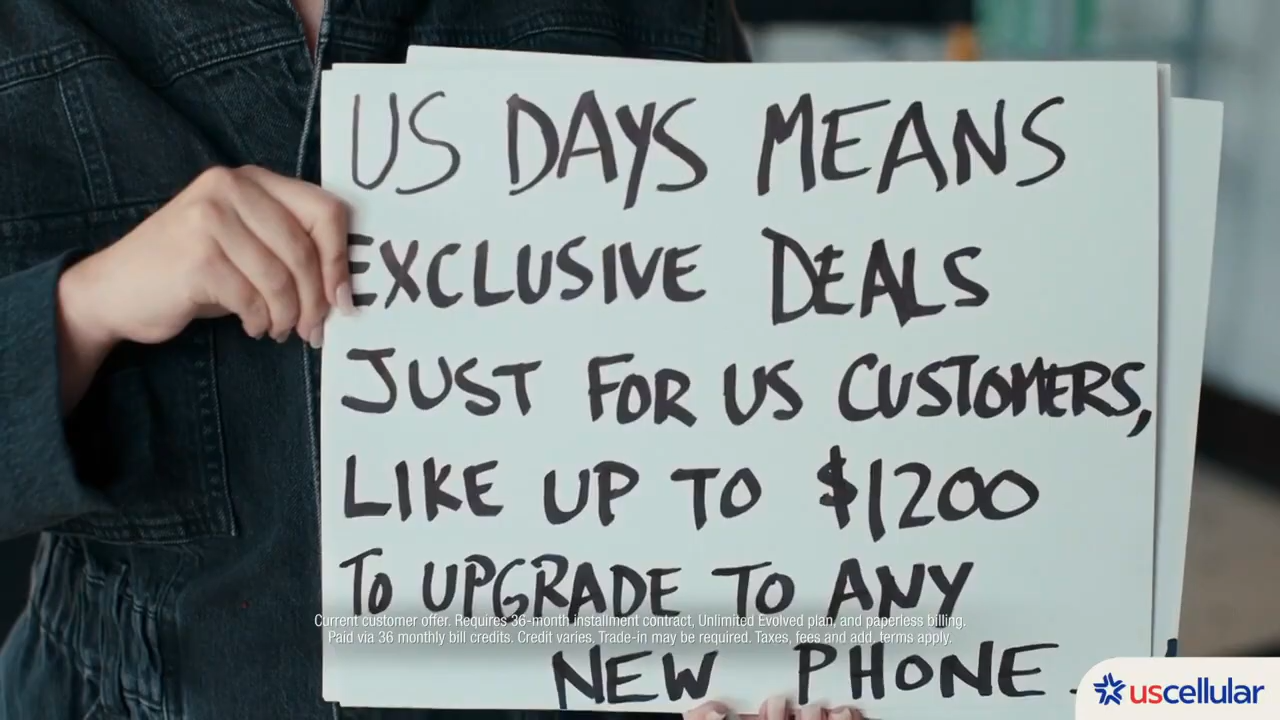 US DAYS MEANS
EXCLUSIVE DEALS
JUST FOR US CUSTOMERS,
LIKE UP TO $1200
TO UPGRADE TO ANY
Current customer offer. Requires 36-month installment contract, Unlimited Evolved plan, and paperless billing.
Paid via 36 monthly bill credits. Credit varies. Trade-in may be required. Taxes, fees and add. terms apply.
NEW PHONE.
uscellular